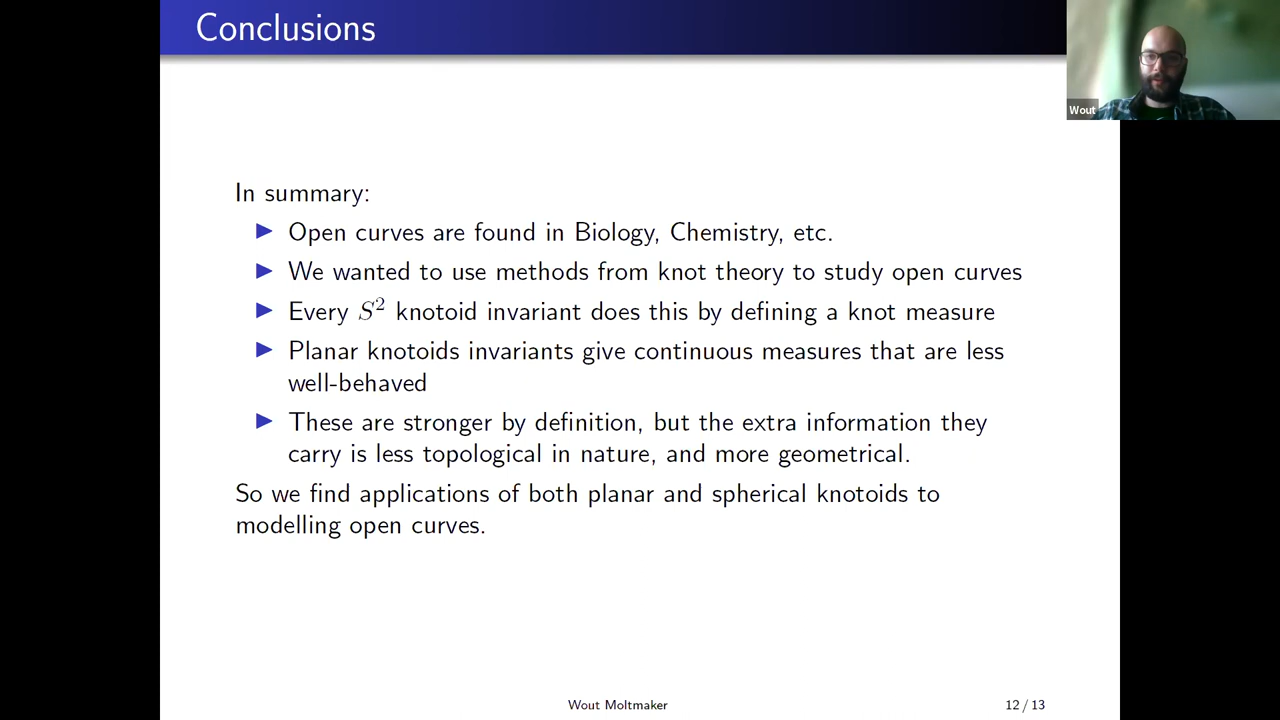 Conclusions
Wout
In summary:
▶ Open curves are found in Biology, Chemistry, etc.
▶ We wanted to use methods from knot theory to study open curves
▶ Every S² knotoid invariant does this by defining a knot measure
▶ Planar knotoids invariants give continuous measures that are less
well-behaved
▶ These are stronger by definition, but the extra information they
carry is less topological in nature, and more geometrical.
So we find applications of both planar and spherical knotoids to
modelling open curves.
Wout Moltmaker
12 / 13